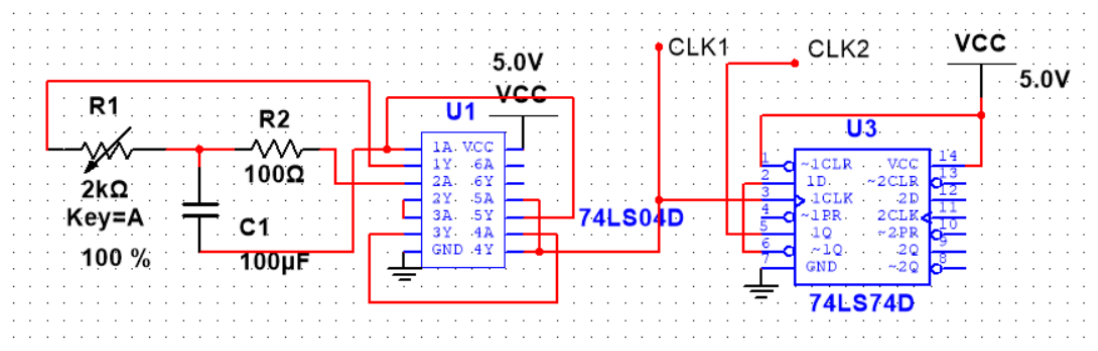 CLK1
CLK2
VCC
5.0V
5.0V
VCC
R1
2kΩ
Key=A
100 %
R2
100Ω
C1
100µF
U1
1A VCC
1Y 6A
2A 6Y
2Y 5A
3A 5Y
3Y 4A
GND 4Y
74LS04D
U3
1 ~1CLR VCC 14
2 1D ~2CLR 13
3 1CLK 2D 12
4 ~1PR 2CLK 11
5 1Q ~2PR 10
6 ~1Q 2Q 9
7 GND ~2Q 8
74LS74D